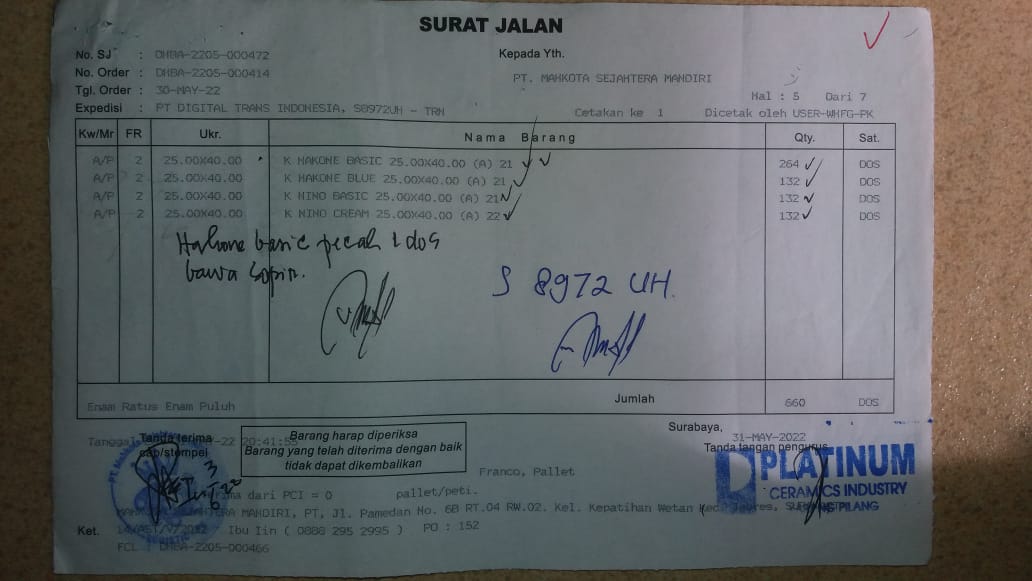 SURAT JALAN
No. SJ : DHBA-2205-000472
Kepada Yth.
No. Order : DHBA-2205-000414
PT. MAHKOTA SEJAHTERA MANDIRI
Tgl. Order : 30-MAY-22
Hal : 5 Dari 7
Expedisi : PT DIGITAL TRANS INDONESIA, S8972UH - TRN
Cetakan ke 1 Dicetak oleh USER-WHFG-PK
Kw/Mr FR Ukr. Nama Barang Qty. Sat.
A/P 2 25.00X40.00 K HAKONE BASIC 25.00X40.00 (A) 21 264 DOS
A/P 2 25.00X40.00 K HAKONE BLUE 25.00X40.00 (A) 21 132 DOS
A/P 2 25.00X40.00 K NINO BASIC 25.00X40.00 (A) 21 132 DOS
A/P 2 25.00X40.00 K NINO CREAM 25.00X40.00 (A) 22 132 DOS
Hakone basic pecah 1 dos
bawa sopir.
S 8972 UH.
Enam Ratus Enam Puluh
Jumlah 660 DOS
Surabaya,
31-MAY-2022
Tanggal -22 20:41:55
Tanda terima
cap/stempel
Barang harap diperiksa
Barang yang telah diterima dengan baik
tidak dapat dikembalikan
Tanda tangan pengurus
PLATINUM
CERAMICS INDUSTRY
Franco, Pallet
dari PCI = 0 pallet/peti.
MANDIRI, PT, Jl. Pamedan No. 6B RT.04 RW.02. Kel. Kepatihan Wetan
Ket. Ibu Iin ( 0888 295 2995 ) PO : 152
FCL : DHBA-2205-000466